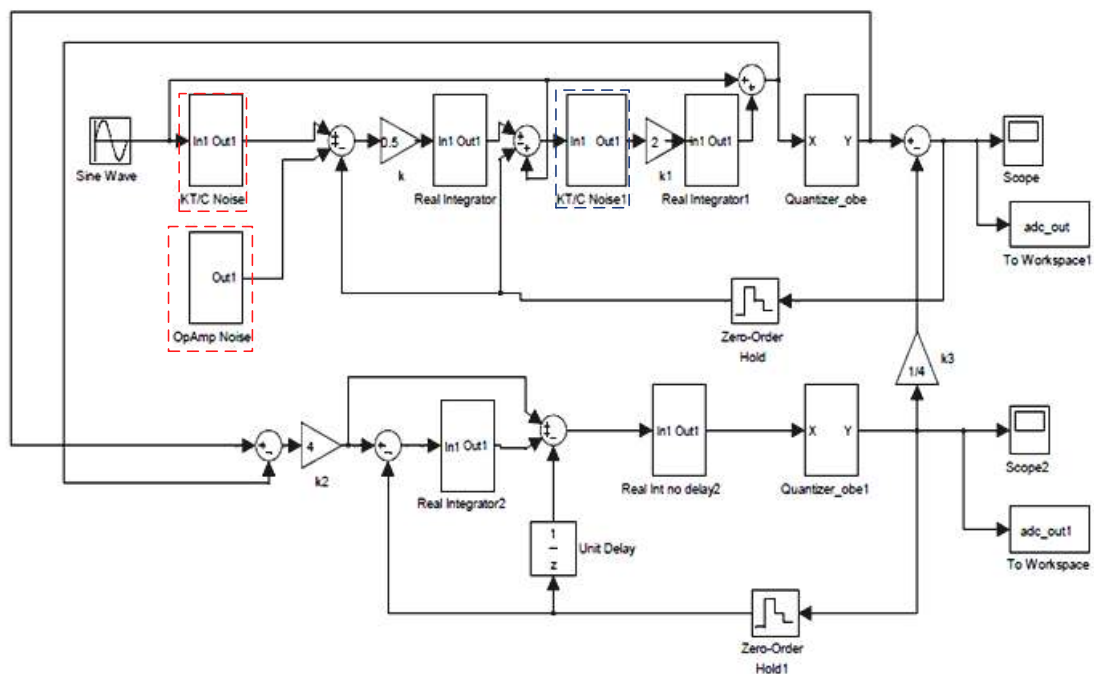 Sine Wave
In1 Out1
KT/C Noise
Out1
OpAmp Noise
0.5
k
In1 Out1
Real Integrator
In1 Out1
KT/C Noise1
2
k1
In1 Out1
Real Integrator1
X Y
Quantizer_obe
Scope
adc_out
To Workspace1
Zero-Order
Hold
1/4
k3
4
k2
In1 Out1
Real Integrator2
1
z
Unit Delay
In1 Out1
Real Int no delay2
X Y
Quantizer_obe1
Scope2
adc_out1
To Workspace
Zero-Order
Hold1